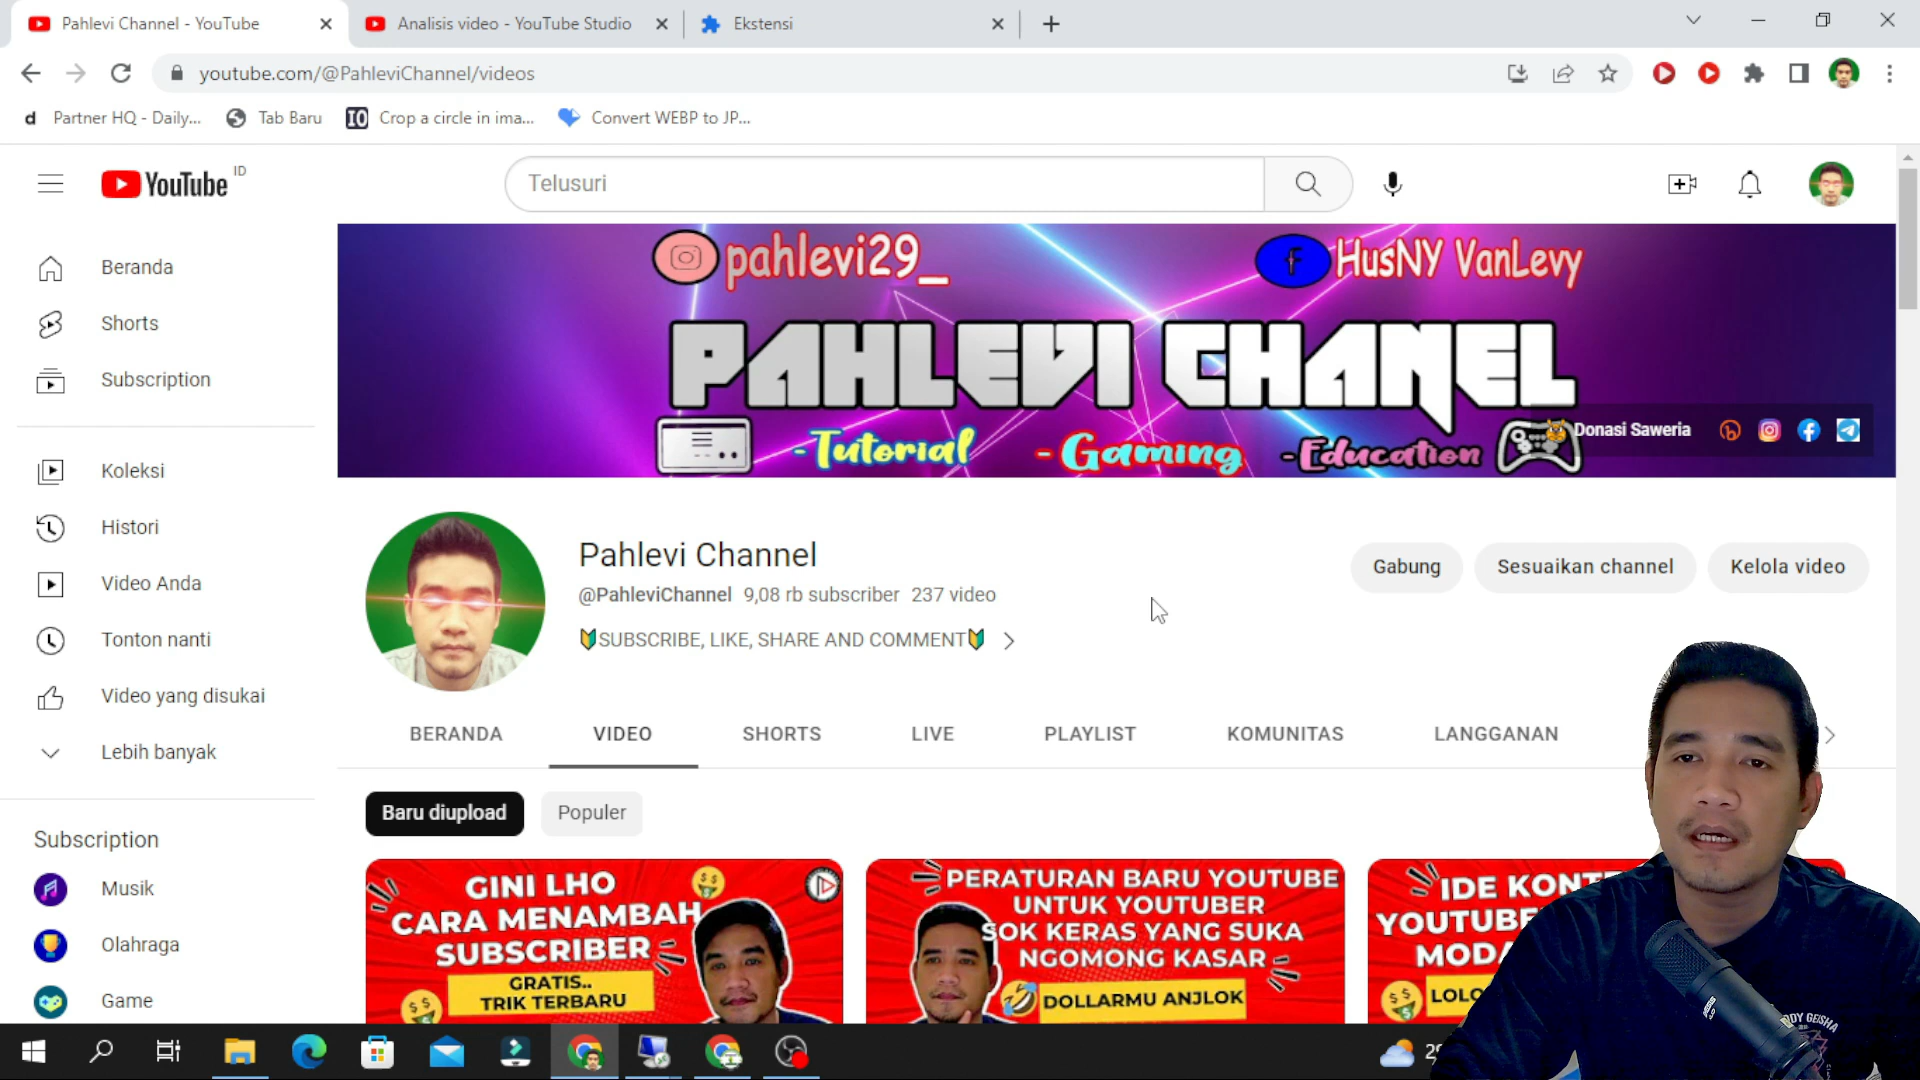 Pahlevi Channel - YouTube
Analisis video - YouTube Studio
Ekstensi
youtube.com/@PahleviChannel/videos
d Partner HQ - Daily...
Tab Baru
IO Crop a circle in ima...
Convert WEBP to JP...
YouTube ID
Telusuri
Beranda
Shorts
Subscription
Koleksi
Histori
Video Anda
Tonton nanti
Video yang disukai
Lebih banyak
Subscription
Musik
Olahraga
Game
pahlevi29_
HusNY VanLevy
PAHLEVI CHANEL
-Tutorial -Gaming -Education
Donasi Saweria
Pahlevi Channel
@PahleviChannel 9,08 rb subscriber 237 video
SUBSCRIBE, LIKE, SHARE AND COMMENT
Gabung
Sesuaikan channel
Kelola video
BERANDA
VIDEO
SHORTS
LIVE
PLAYLIST
KOMUNITAS
LANGGANAN
Baru diupload
Populer
GINI LHO
CARA MENAMBAH
SUBSCRIBER
GRATIS..
TRIK TERBARU
PERATURAN BARU YOUTUBE
UNTUK YOUTUBER
SOK KERAS YANG SUKA
NGOMONG KASAR
DOLLARMU ANJLOK
IDE
YOUTUBE
GEISHA